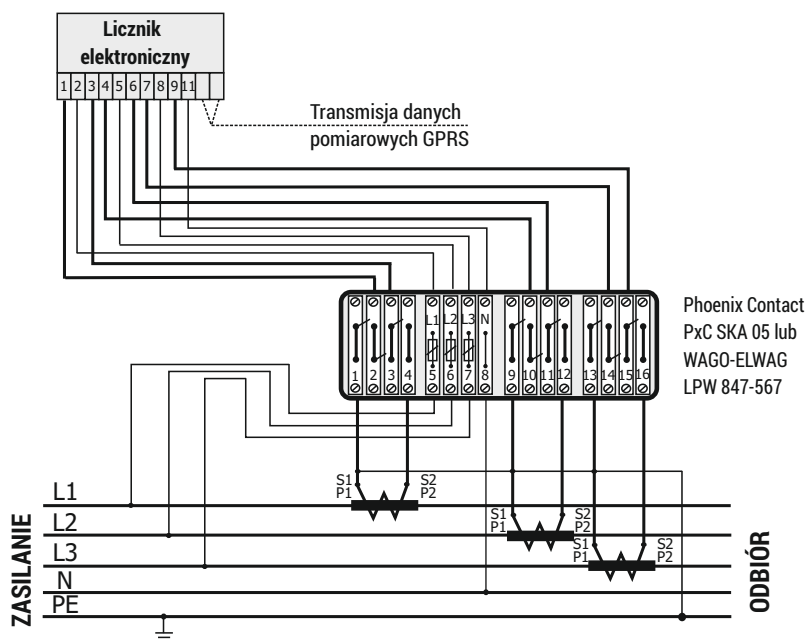 Licznik
elektroniczny
1 2 3 4 5 6 7 8 9 11
Transmisja danych
pomiarowych GPRS
L1 L2 L3 N
1 2 3 4 5 6 7 8 9 10 11 12 13 14 15 16
Phoenix Contact
PxC SKA 05 lub
WAGO-ELWAG
LPW 847-567
S1 S2
P1 P2
S1 S2
P1 P2
S1 S2
P1 P2
ZASILANIE
L1
L2
L3
N
PE
ODBIÓR